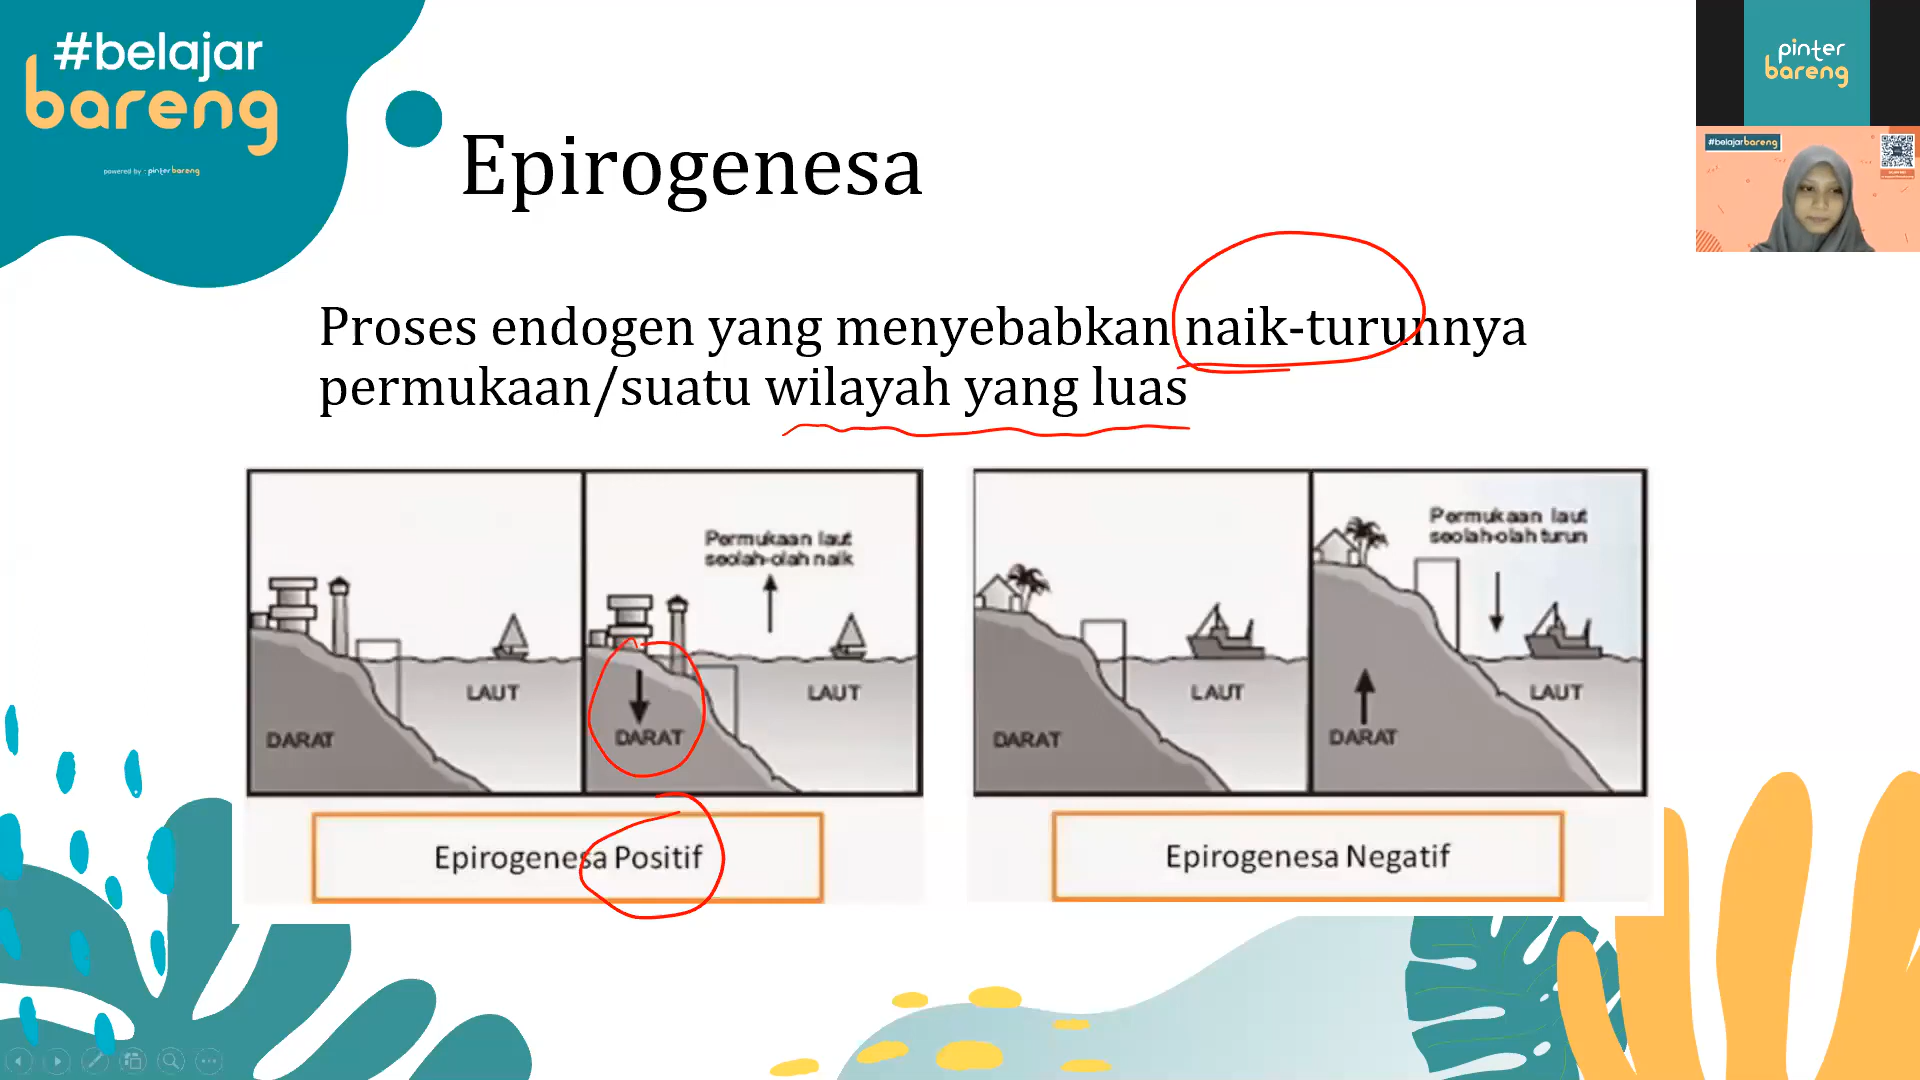 #belajar
bareng
powered by : pinterbareng
pinter
bareng
#belajarbareng
Epirogenesa
Proses endogen yang menyebabkan naik-turunnya
permukaan/suatu wilayah yang luas
DARAT
LAUT
Permukaan laut
seolah-olah naik
DARAT
LAUT
Epirogenesa Positif
DARAT
LAUT
Permukaan laut
seolah-olah turun
DARAT
LAUT
Epirogenesa Negatif